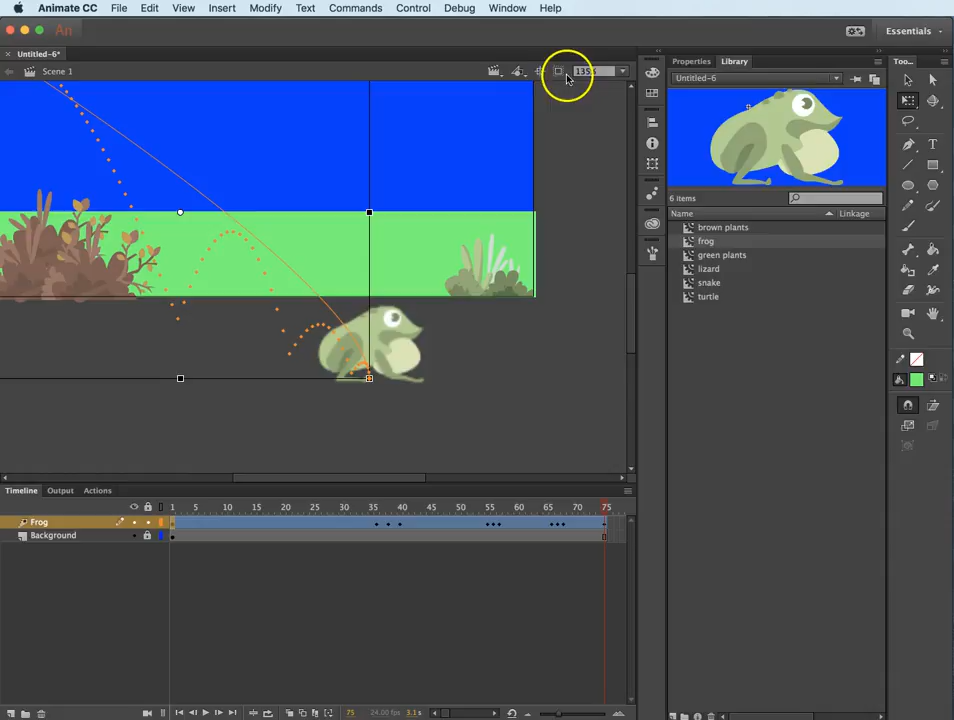 Animate CC File Edit View Insert Modify Text Commands Control Debug Window Help
An Essentials
× Untitled-6*
Scene 1
135%
Properties Library
Untitled-6
6 items
Name Linkage
brown plants
frog
green plants
lizard
snake
turtle
Too...
T
Timeline Output Actions
1 5 10 15 20 25 30 35 40 45 50 55 60 65 70 75
Frog
Background
75 24.00 fps 3.1 s